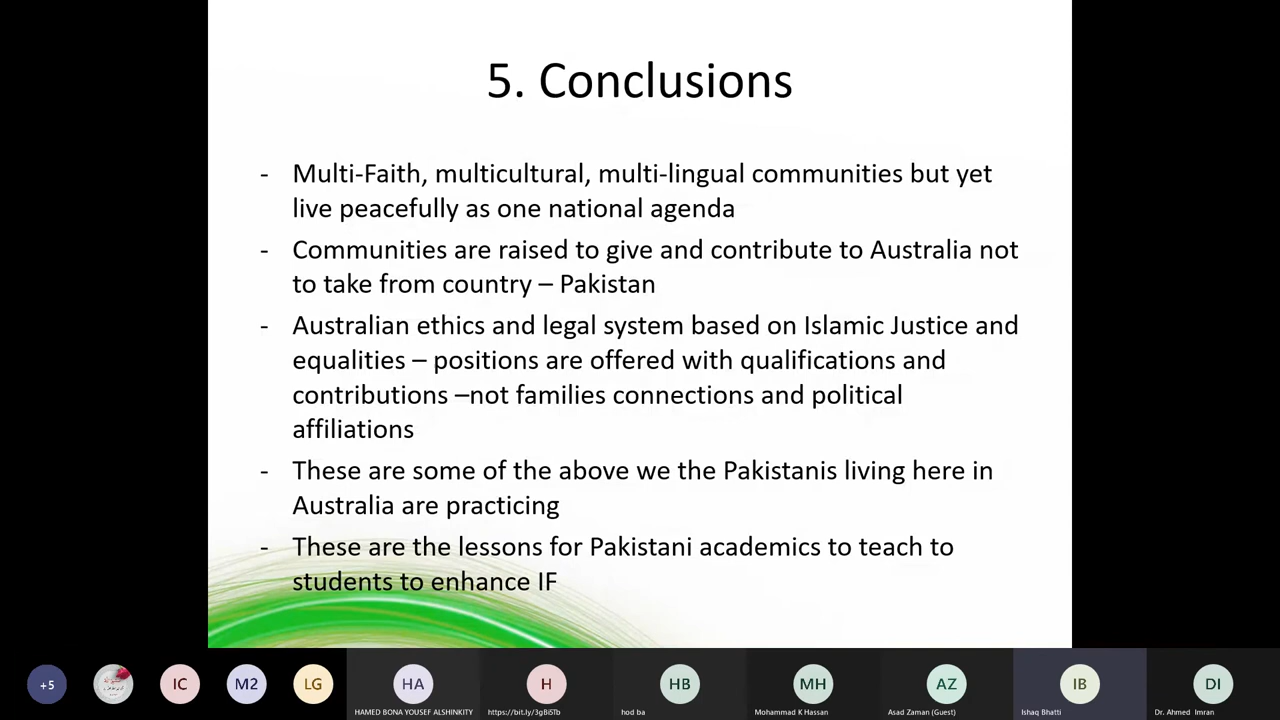 5. Conclusions
- Multi-Faith, multicultural, multi-lingual communities but yet
live peacefully as one national agenda
- Communities are raised to give and contribute to Australia not
to take from country – Pakistan
- Australian ethics and legal system based on Islamic Justice and
equalities – positions are offered with qualifications and
contributions –not families connections and political
affiliations
- These are some of the above we the Pakistanis living here in
Australia are practicing
- These are the lessons for Pakistani academics to teach to
students to enhance IF
+5 IC M2 LG HA H HB MH AZ IB DI
HAMED BONA YOUSEF ALSHINKITY https://bit.ly/3gBiSTb hod ba Mohammad K Hassan Asad Zaman (Guest) Ishaq Bhatti Dr. Ahmed Imran